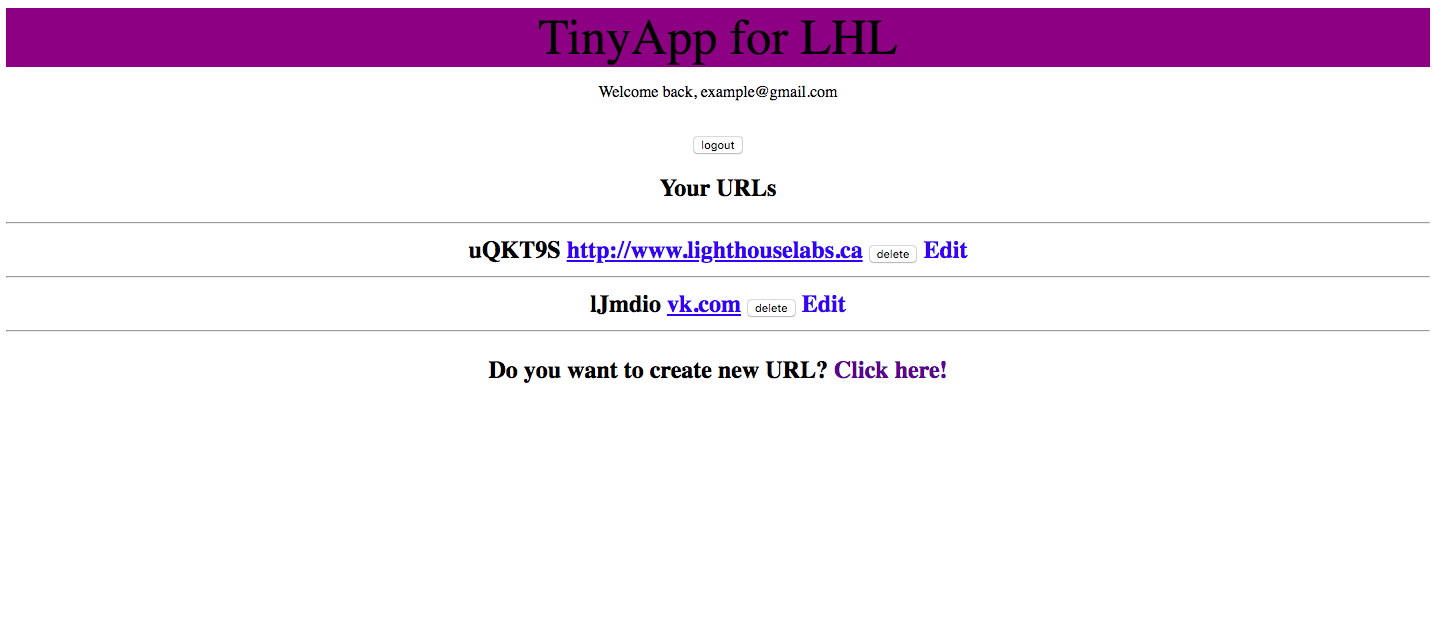 TinyApp for LHL
Welcome back, example@gmail.com
logout
Your URLs
uQKT9S http://www.lighthouselabs.ca delete Edit
lJmdio vk.com delete Edit
Do you want to create new URL? Click here!